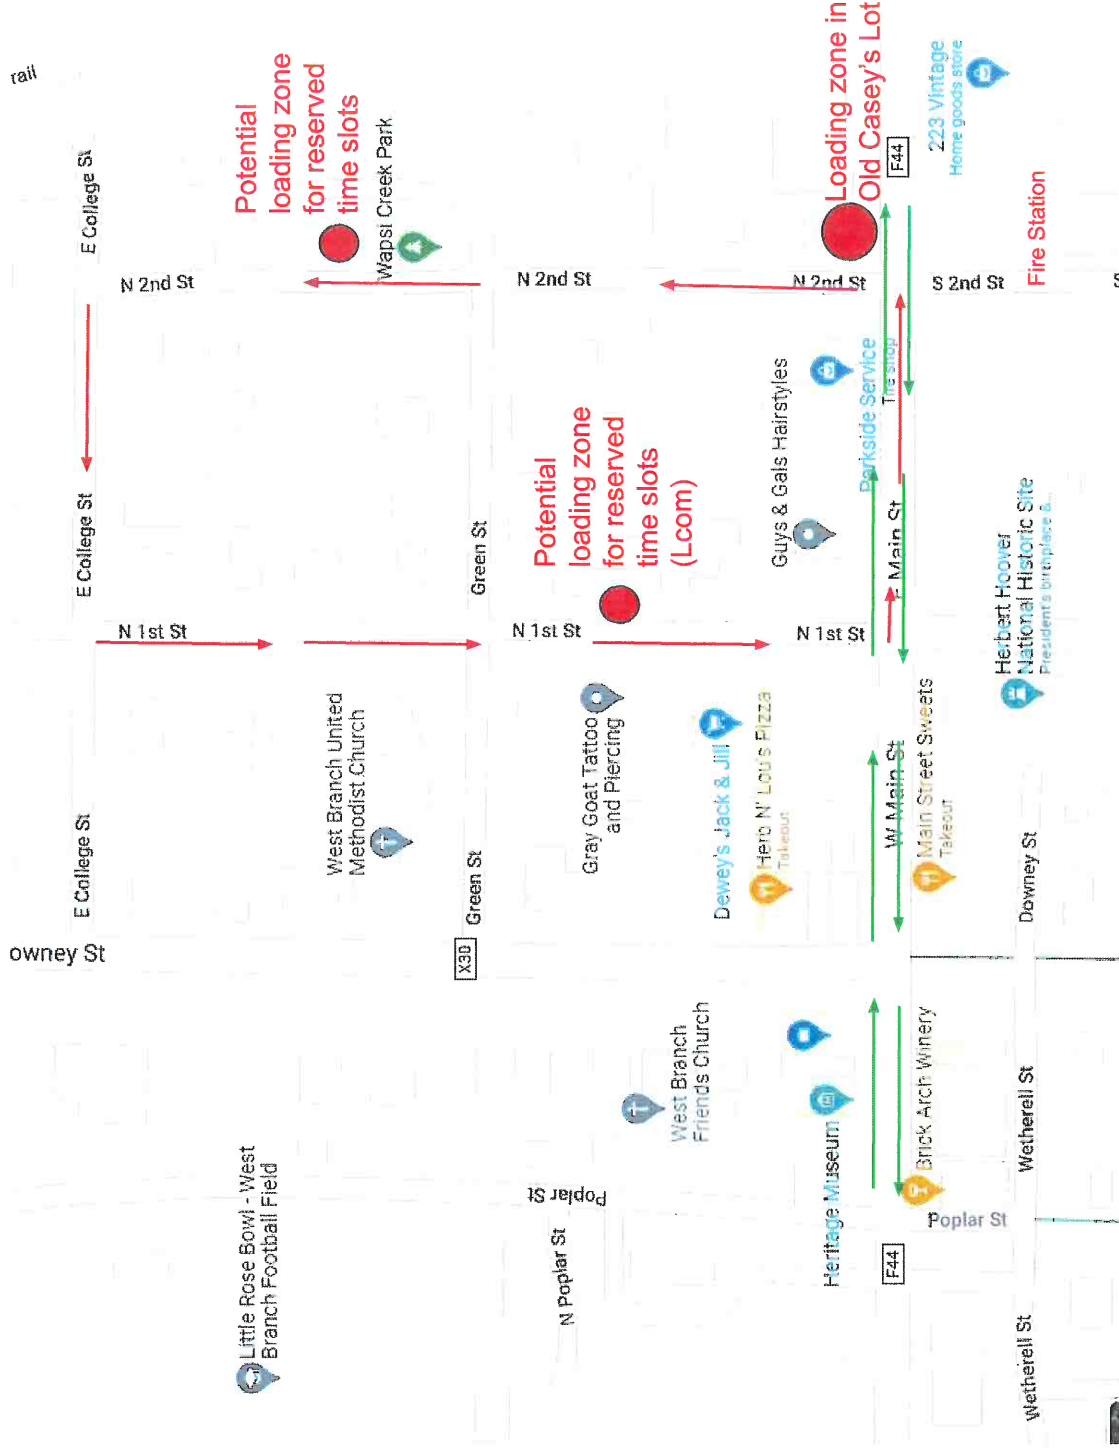 rail
E College St
E College St
E College St
owney St
N 2nd St
N 2nd St
N 2nd St
S 2nd St
Potential
loading zone
for reserved
time slots
Wapsi Creek Park
Loading zone in
Old Casey's Lot
F44
223 Vintage
Home goods store
Fire Station
Parkside Service
Tire shop
Guys & Gals Hairstyles
Potential
loading zone
for reserved
time slots
(Lcom)
Green St
Green St
X30
N 1st St
N 1st St
N 1st St
Main St
W Main St
Herbert Hoover
National Historic Site
President's birthplace &...
West Branch United
Methodist Church
Gray Goat Tattoo
and Piercing
Dewey's Jack & Jill
Herb N' Lou's Pizza
Takeout
Main Street Sweets
Takeout
Downey St
West Branch
Friends Church
Heritage Museum
Brick Arch Winery
Wetherell St
Wetherell St
Poplar St
Poplar St
N Poplar St
F44
Little Rose Bowl - West
Branch Football Field
S